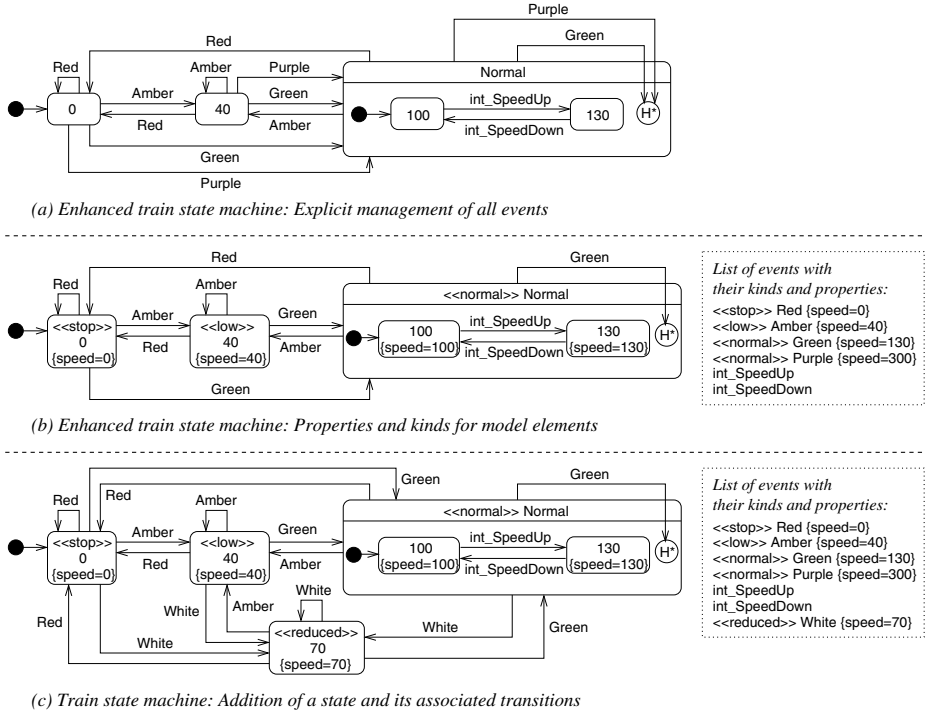 Purple
Green
Red
Red
Amber
Purple
Normal
0
Amber
40
Green
100
int_SpeedUp
130
H*
Red
Amber
int_SpeedDown
Green
Purple
(a) Enhanced train state machine: Explicit management of all events
Red
Green
Red
Amber
<<normal>> Normal
<<stop>>
0
{speed=0}
Amber
Red
<<low>>
40
{speed=40}
Green
Amber
100
{speed=100}
int_SpeedUp
int_SpeedDown
130
{speed=130}
H*
Green
List of events with
their kinds and properties:
<<stop>> Red {speed=0}
<<low>> Amber {speed=40}
<<normal>> Green {speed=130}
<<normal>> Purple {speed=300}
int_SpeedUp
int_SpeedDown
(b) Enhanced train state machine: Properties and kinds for model elements
Green
Green
Red
Red
Amber
<<normal>> Normal
<<stop>>
0
{speed=0}
Amber
Red
<<low>>
40
{speed=40}
Green
Amber
100
{speed=100}
int_SpeedUp
int_SpeedDown
130
{speed=130}
H*
Red
White
White
Amber
White
<<reduced>>
70
{speed=70}
White
Green
List of events with
their kinds and properties:
<<stop>> Red {speed=0}
<<low>> Amber {speed=40}
<<normal>> Green {speed=130}
<<normal>> Purple {speed=300}
int_SpeedUp
int_SpeedDown
<<reduced>> White {speed=70}
(c) Train state machine: Addition of a state and its associated transitions